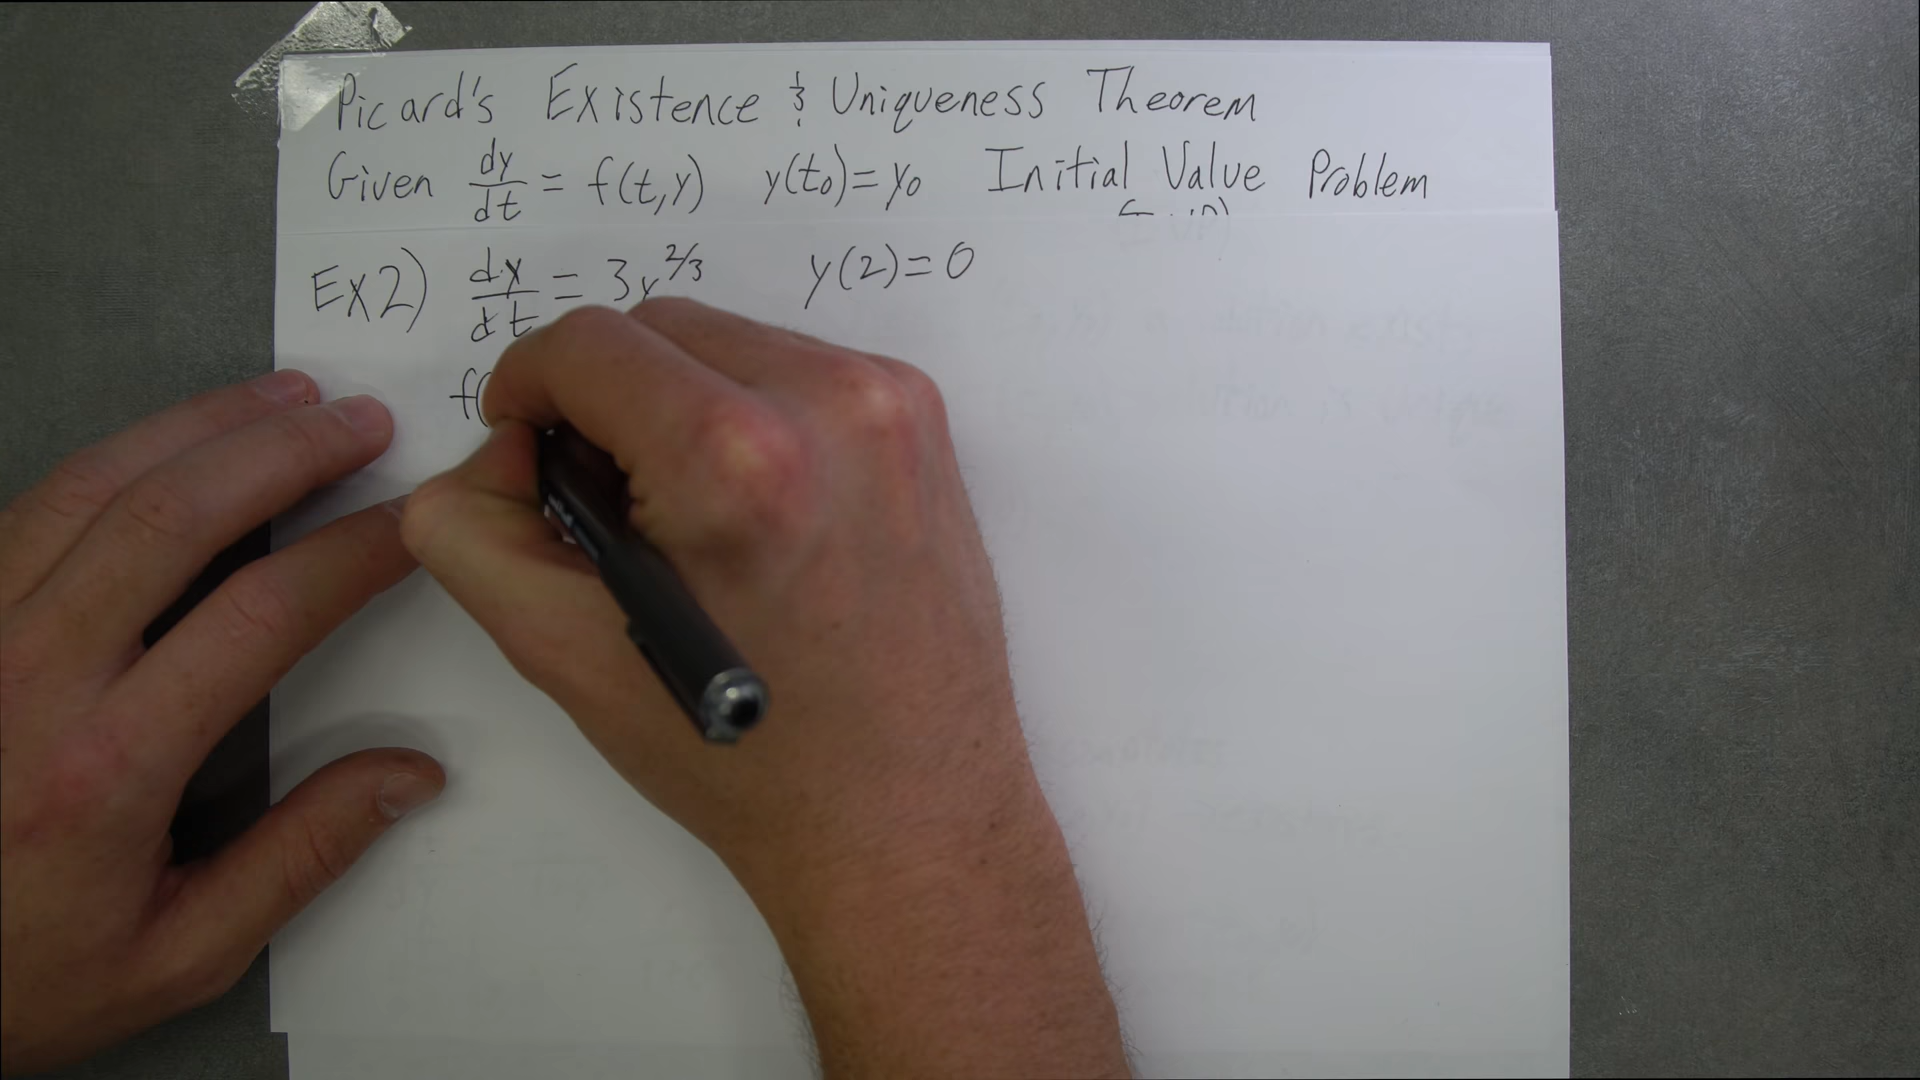 Picard's Existence & Uniqueness Theorem
Given dy/dt = f(t,y) y(t₀)=y₀ Initial Value Problem
Ex2) dy/dt = 3y^2/3 y(2)=0
f(